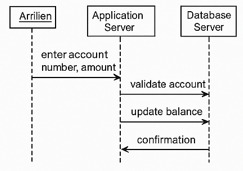 Arrilien
Application
Server
Database
Server
enter account
number, amount
validate account
update balance
confirmation